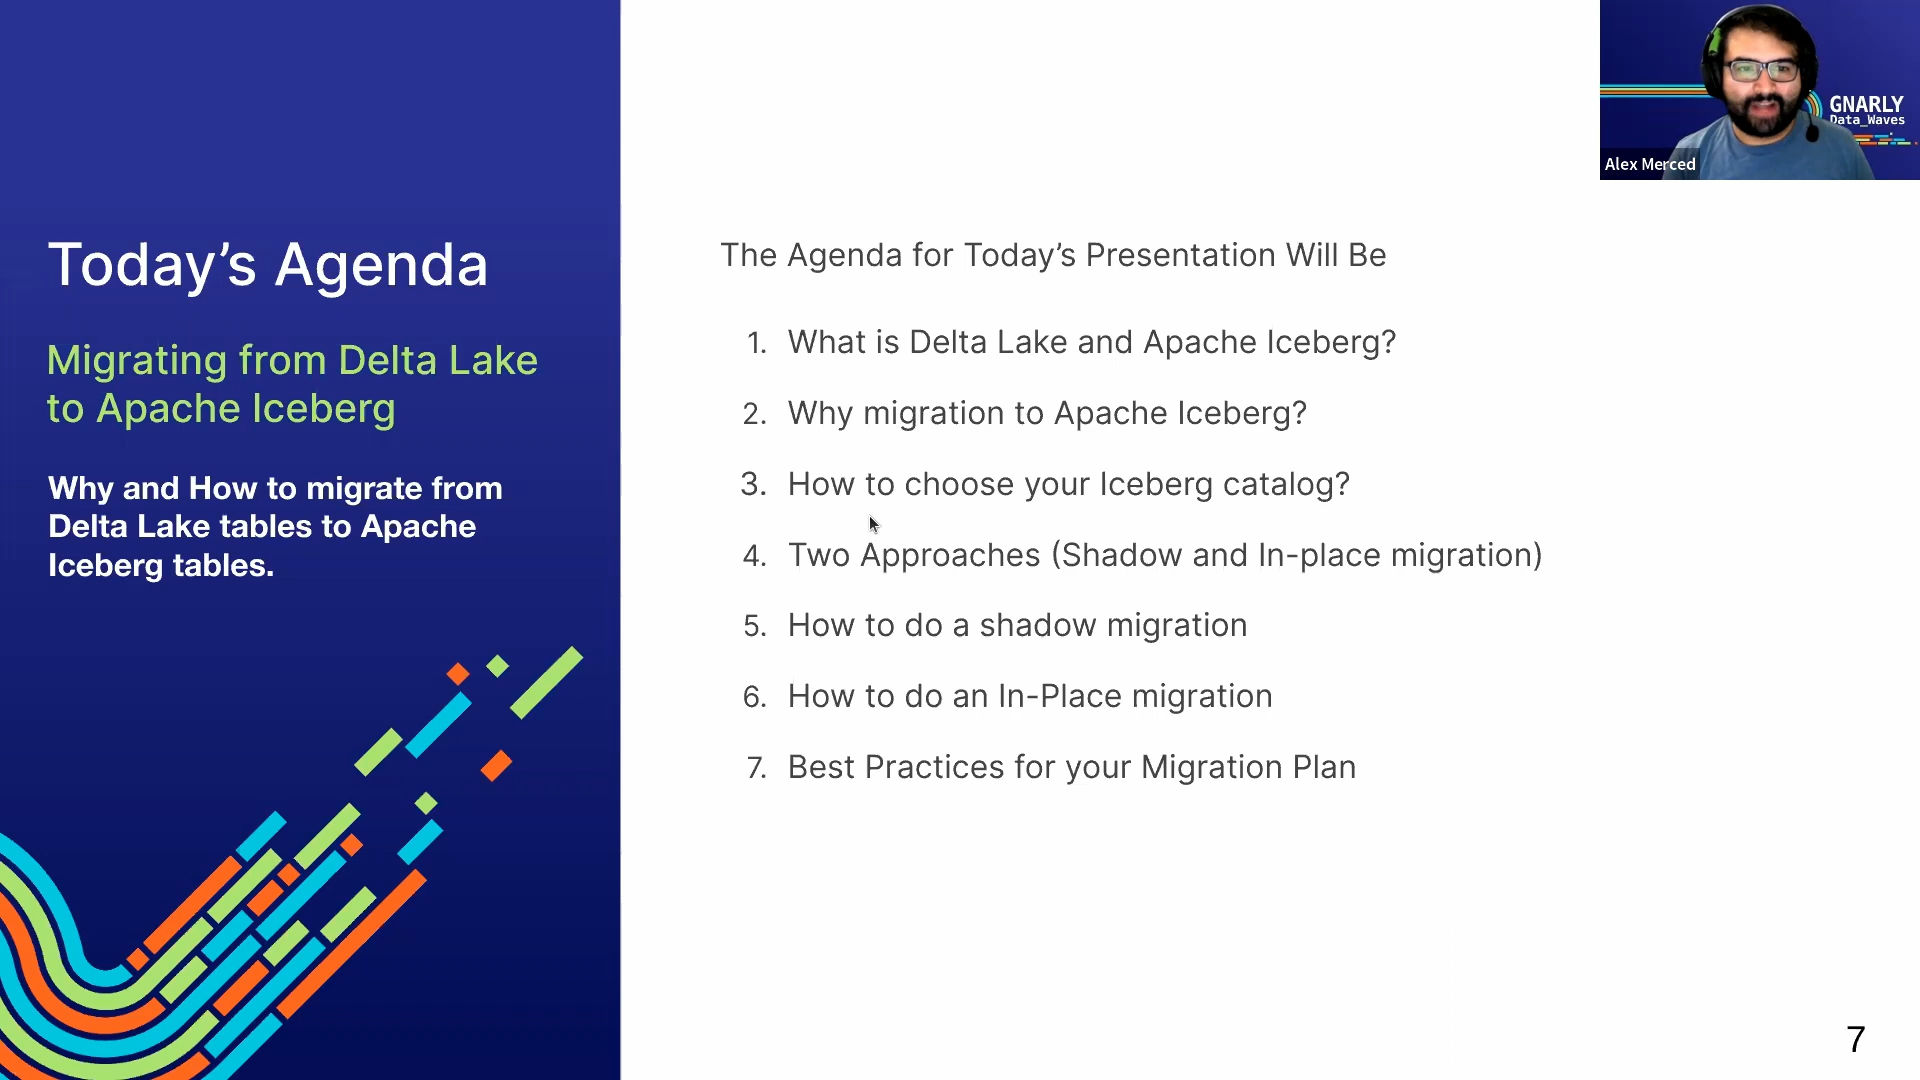 Today’s Agenda
Migrating from Delta Lake
to Apache Iceberg
Why and How to migrate from
Delta Lake tables to Apache
Iceberg tables.
The Agenda for Today’s Presentation Will Be
1. What is Delta Lake and Apache Iceberg?
2. Why migration to Apache Iceberg?
3. How to choose your Iceberg catalog?
4. Two Approaches (Shadow and In-place migration)
5. How to do a shadow migration
6. How to do an In-Place migration
7. Best Practices for your Migration Plan
GNARLY
Data_Waves
Alex Merced
7